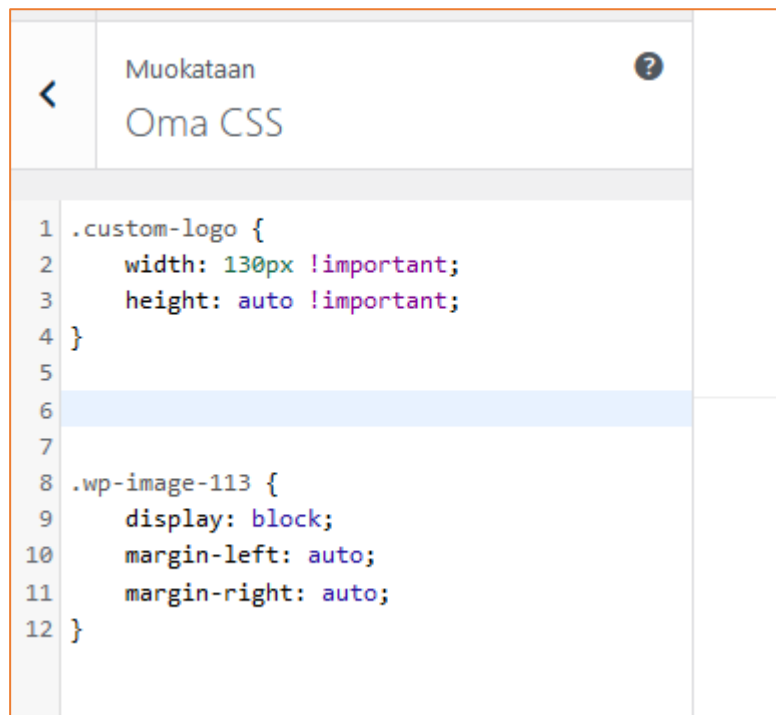 Muokataan
?
Oma CSS
1 .custom-logo {
2     width: 130px !important;
3     height: auto !important;
4 }
5
6
7
8 .wp-image-113 {
9     display: block;
10     margin-left: auto;
11     margin-right: auto;
12 }